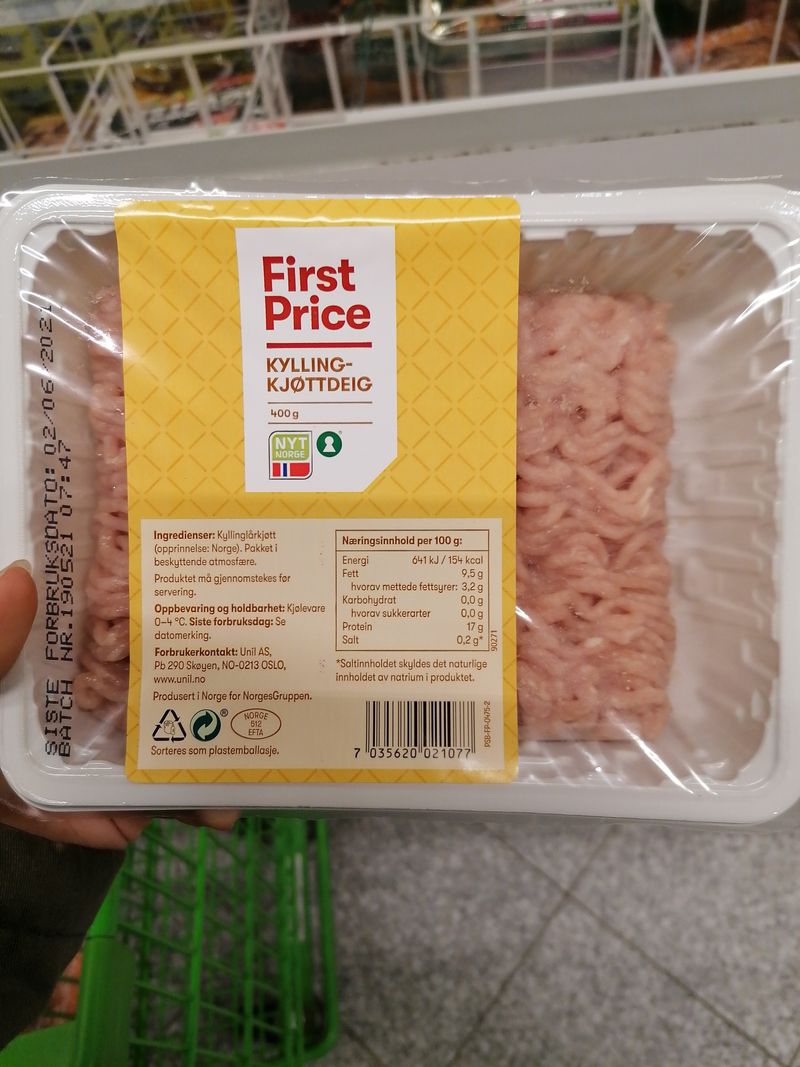 First
Price
KYLLING-
KJØTTDEIG
400 g
NYT
NORGE
Ingredienser: Kyllinglårkjøtt
(opprinnelse: Norge). Pakket i
beskyttende atmosfære.
Produktet må gjennomstekes før
servering.
Oppbevaring og holdbarhet: Kjølevare
0–4 °C. Siste forbruksdag: Se
datomerking.
Forbrukerkontakt: Unil AS,
Pb 290 Skøyen, NO-0213 OSLO,
www.unil.no
Produsert i Norge for NorgesGruppen.
NORGE
512
EFTA
Sorteres som plastemballasje.
Næringsinnhold per 100 g:
Energi 641 kJ / 154 kcal
Fett 9,5 g
hvorav mettede fettsyrer: 3,2 g
Karbohydrat 0,0 g
hvorav sukkerarter 0,0 g
Protein 17 g
Salt 0,2 g*
90271
*Saltinnholdet skyldes det naturlige
innholdet av natrium i produktet.
7 035620 021077
PSB-FP-0475-2
SISTE FORBRUKSDATO: 02/06/2021
BATCH NR.190521 07:47